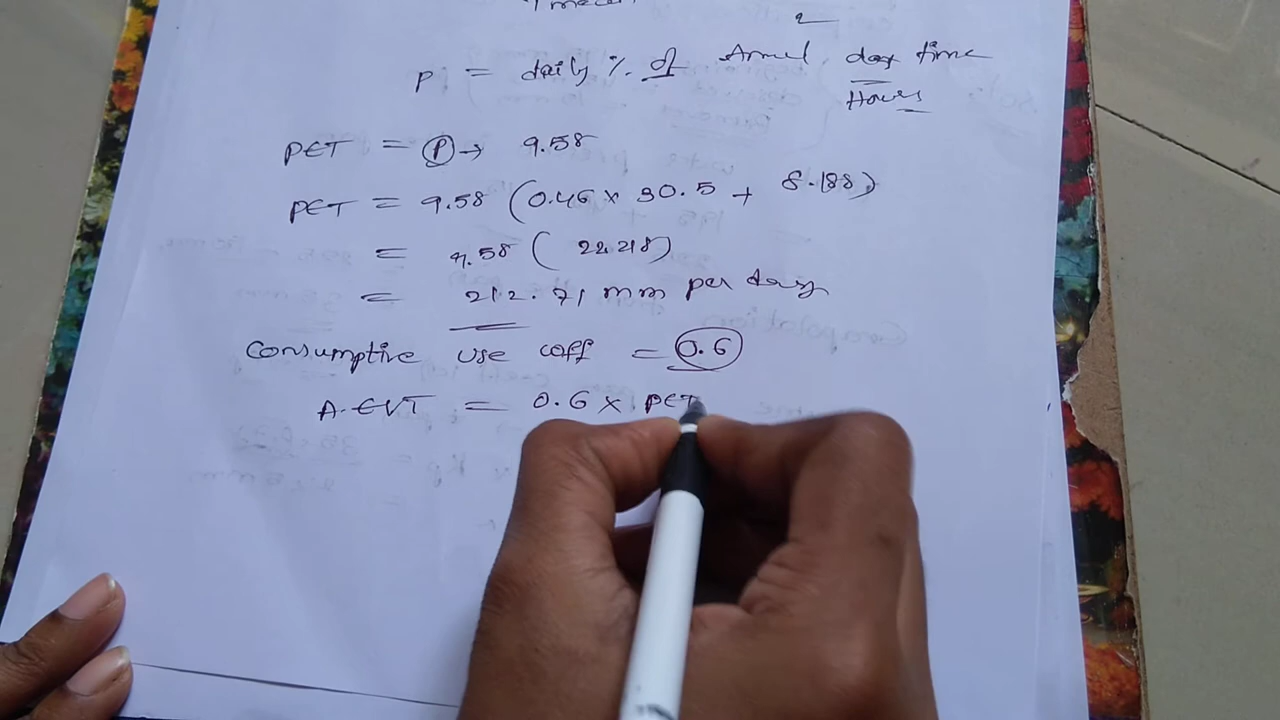 P = daily % of Annul day time
Hours
PET = P → 9.58
PET = 9.58 (0.46 × 30.5 + 8.188)
= 9.58 ( 22.218)
= 212.71 mm per day
Consumptive use coff = 0.6
A.EVT = 0.6 × PET